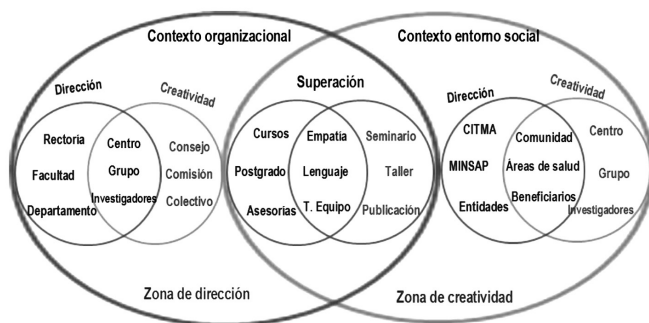 Contexto organizacional
Contexto entorno social
Superación
Dirección
Creatividad
Rectoria
Facultad
Departamento
Centro
Grupo
Investigadores
Consejo
Comisión
Colectivo
Cursos
Postgrado
Asesorias
Empatía
Lenguaje
T. Equipo
Seminario
Taller
Publicación
Dirección
Creatividad
CITMA
MINSAP
Entidades
Comunidad
Áreas de salud
Beneficiarios
Centro
Grupo
Investigadores
Zona de dirección
Zona de creatividad